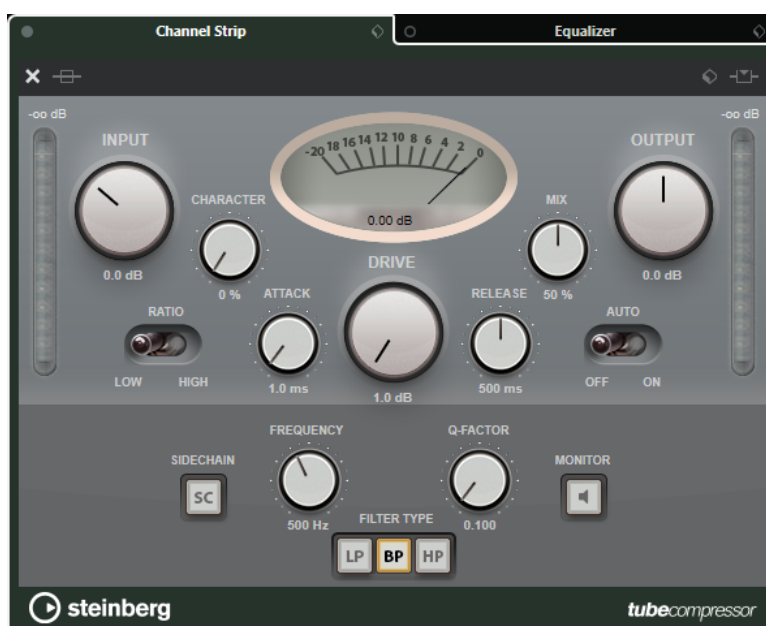 Channel Strip
Equalizer
-oo dB
-oo dB
INPUT
OUTPUT
-20 18 16 14 12 10 8 6 4 2 0
0.00 dB
CHARACTER
MIX
0.0 dB
0.0 dB
DRIVE
0 %
50 %
ATTACK
RELEASE
RATIO
AUTO
LOW HIGH
1.0 ms
1.0 dB
500 ms
OFF ON
FREQUENCY
Q-FACTOR
SIDECHAIN
MONITOR
SC
500 Hz
FILTER TYPE
0.100
LP BP HP
steinberg
tubecompressor